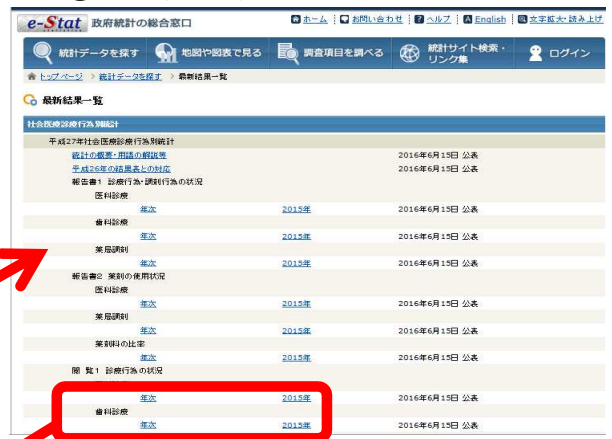 e-Stat 政府統計の総合窓口 ホーム お問い合わせ ヘルプ English 文字拡大・読み上げ
統計データを探す 地図や図表で見る 調査項目を調べる 統計サイト検索・リンク集 ログイン
トップページ > 統計データを探す > 最新結果一覧
最新結果一覧
社会医療診療行為別統計
平成27年社会医療診療行為別統計
統計の概要・用語の解説等 2016年6月15日 公表
平成26年の結果表との対応 2016年6月15日 公表
報告書1 診療行為・調剤行為の状況
医科診療
年次 2015年 2016年6月15日 公表
歯科診療
年次 2015年 2016年6月15日 公表
薬局調剤
年次 2015年 2016年6月15日 公表
報告書2 薬剤の使用状況
医科診療
年次 2015年 2016年6月15日 公表
薬局調剤
年次 2015年 2016年6月15日 公表
薬剤料の比率
年次 2015年 2016年6月15日 公表
閲 覧1 診療行為の状況
年次 2015年 2016年6月15日 公表
歯科診療
年次 2015年 2016年6月15日 公表